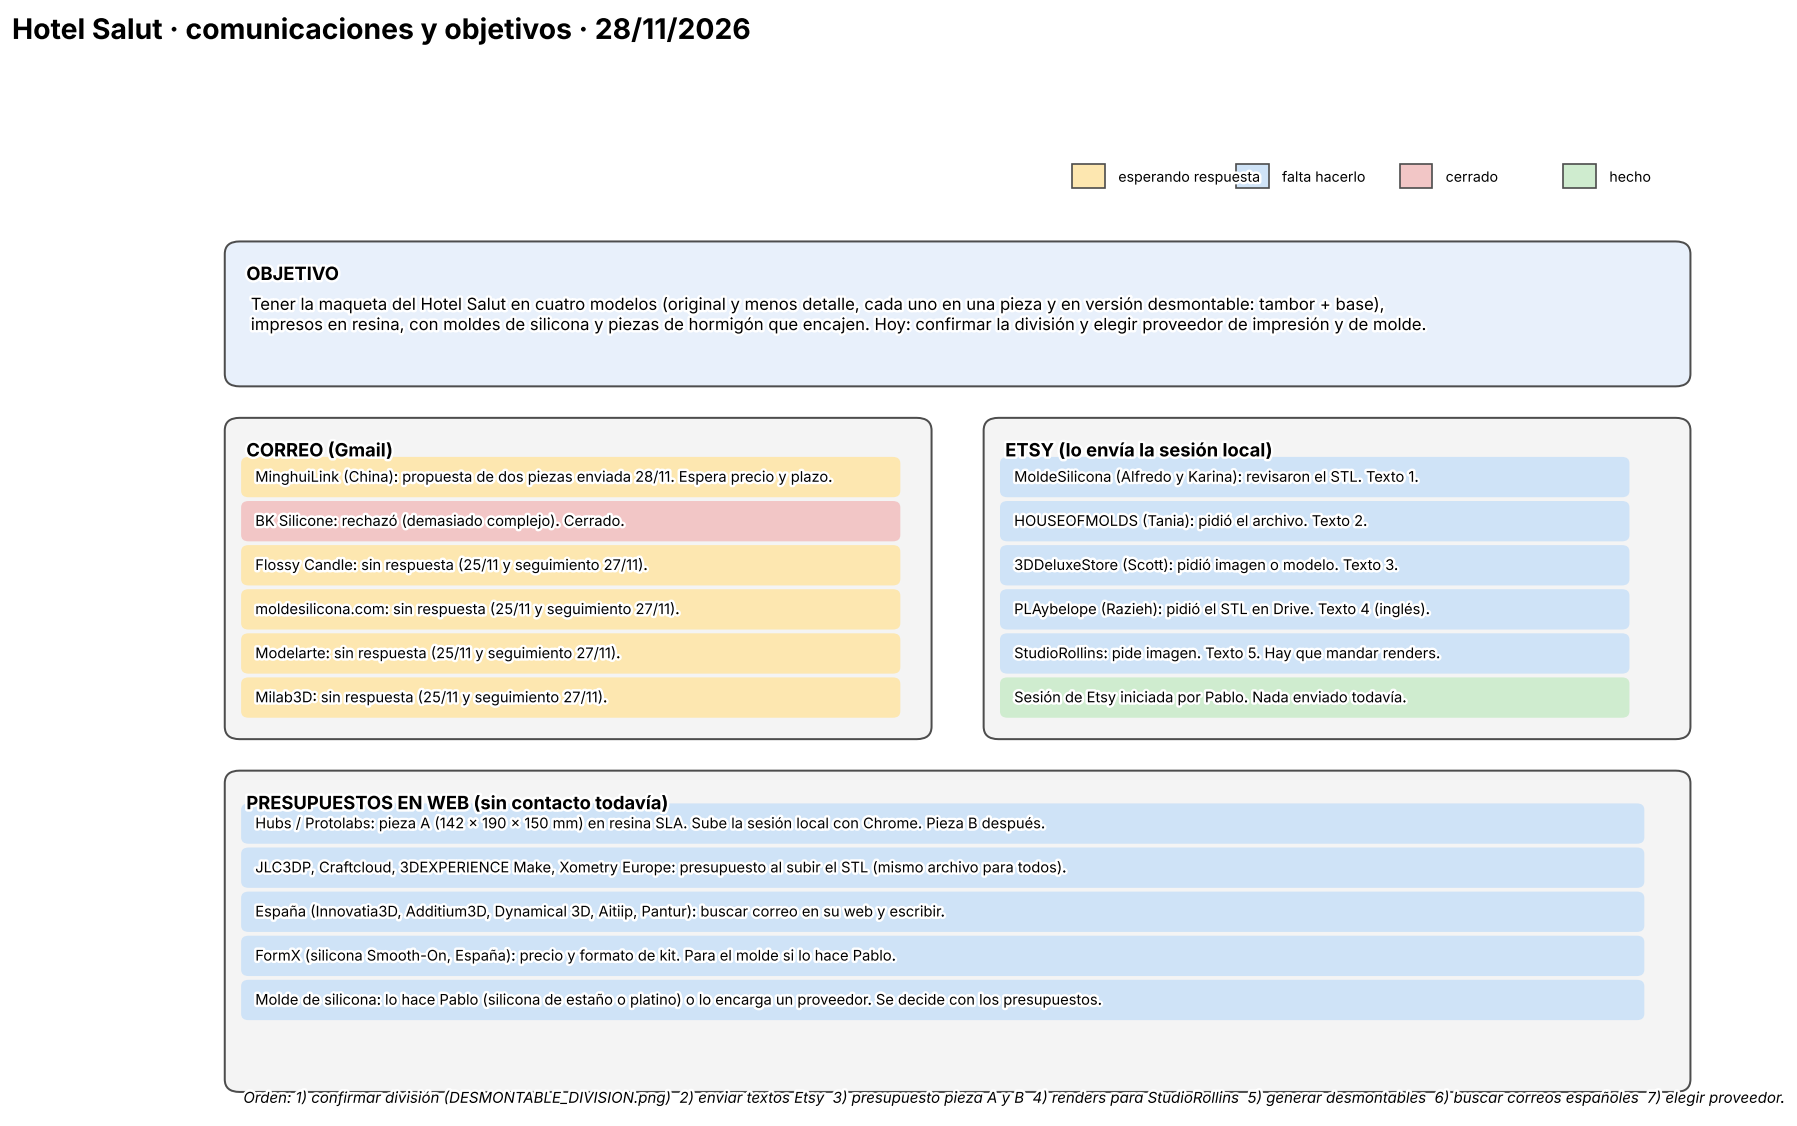 Hotel Salut · comunicaciones y objetivos · 28/11/2026
esperando respuesta
falta hacerlo
cerrado
hecho
OBJETIVO
Tener la maqueta del Hotel Salut en cuatro modelos (original y menos detalle, cada uno en una pieza y en versión desmontable: tambor + base),
impresos en resina, con moldes de silicona y piezas de hormigón que encajen. Hoy: confirmar la división y elegir proveedor de impresión y de molde.
CORREO (Gmail)
MinghuiLink (China): propuesta de dos piezas enviada 28/11. Espera precio y plazo.
BK Silicone: rechazó (demasiado complejo). Cerrado.
Flossy Candle: sin respuesta (25/11 y seguimiento 27/11).
moldesilicona.com: sin respuesta (25/11 y seguimiento 27/11).
Modelarte: sin respuesta (25/11 y seguimiento 27/11).
Milab3D: sin respuesta (25/11 y seguimiento 27/11).
ETSY (lo envía la sesión local)
MoldeSilicona (Alfredo y Karina): revisaron el STL. Texto 1.
HOUSEOFMOLDS (Tania): pidió el archivo. Texto 2.
3DDeluxeStore (Scott): pidió imagen o modelo. Texto 3.
PLAybelope (Razieh): pidió el STL en Drive. Texto 4 (inglés).
StudioRollins: pide imagen. Texto 5. Hay que mandar renders.
Sesión de Etsy iniciada por Pablo. Nada enviado todavía.
PRESUPUESTOS EN WEB (sin contacto todavía)
Hubs / Protolabs: pieza A (142 × 190 × 150 mm) en resina SLA. Sube la sesión local con Chrome. Pieza B después.
JLC3DP, Craftcloud, 3DEXPERIENCE Make, Xometry Europe: presupuesto al subir el STL (mismo archivo para todos).
España (Innovatia3D, Additium3D, Dynamical 3D, Aitiip, Pantur): buscar correo en su web y escribir.
FormX (silicona Smooth-On, España): precio y formato de kit. Para el molde si lo hace Pablo.
Molde de silicona: lo hace Pablo (silicona de estaño o platino) o lo encarga un proveedor. Se decide con los presupuestos.
Orden: 1) confirmar división (DESMONTABLE_DIVISION.png)  2) enviar textos Etsy  3) presupuesto pieza A y B  4) renders para StudioRollins  5) generar desmontables  6) buscar correos españoles  7) elegir proveedor.